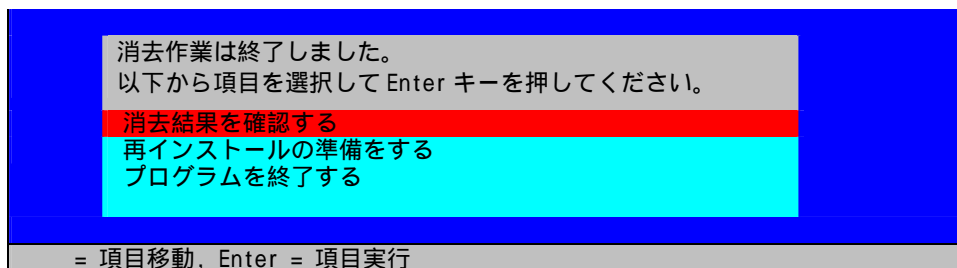 消去作業は終了しました。
以下から項目を選択して Enter キーを押してください。
消去結果を確認する
再インストールの準備をする
プログラムを終了する
= 項目移動, Enter = 項目実行